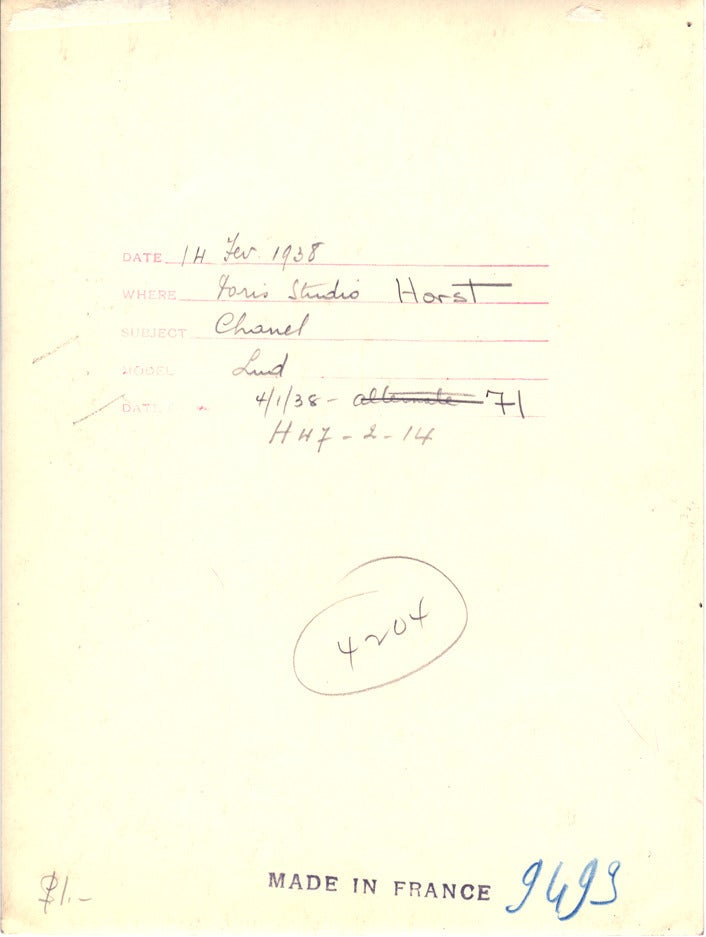 DATE 14 Fev. 1938
WHERE Paris Studio Horst
SUBJECT Chanel
MODEL Lud
DATE 4/1/38 - alternate 71
H 47 - 2 - 14
4204
$1.-
MADE IN FRANCE 9493